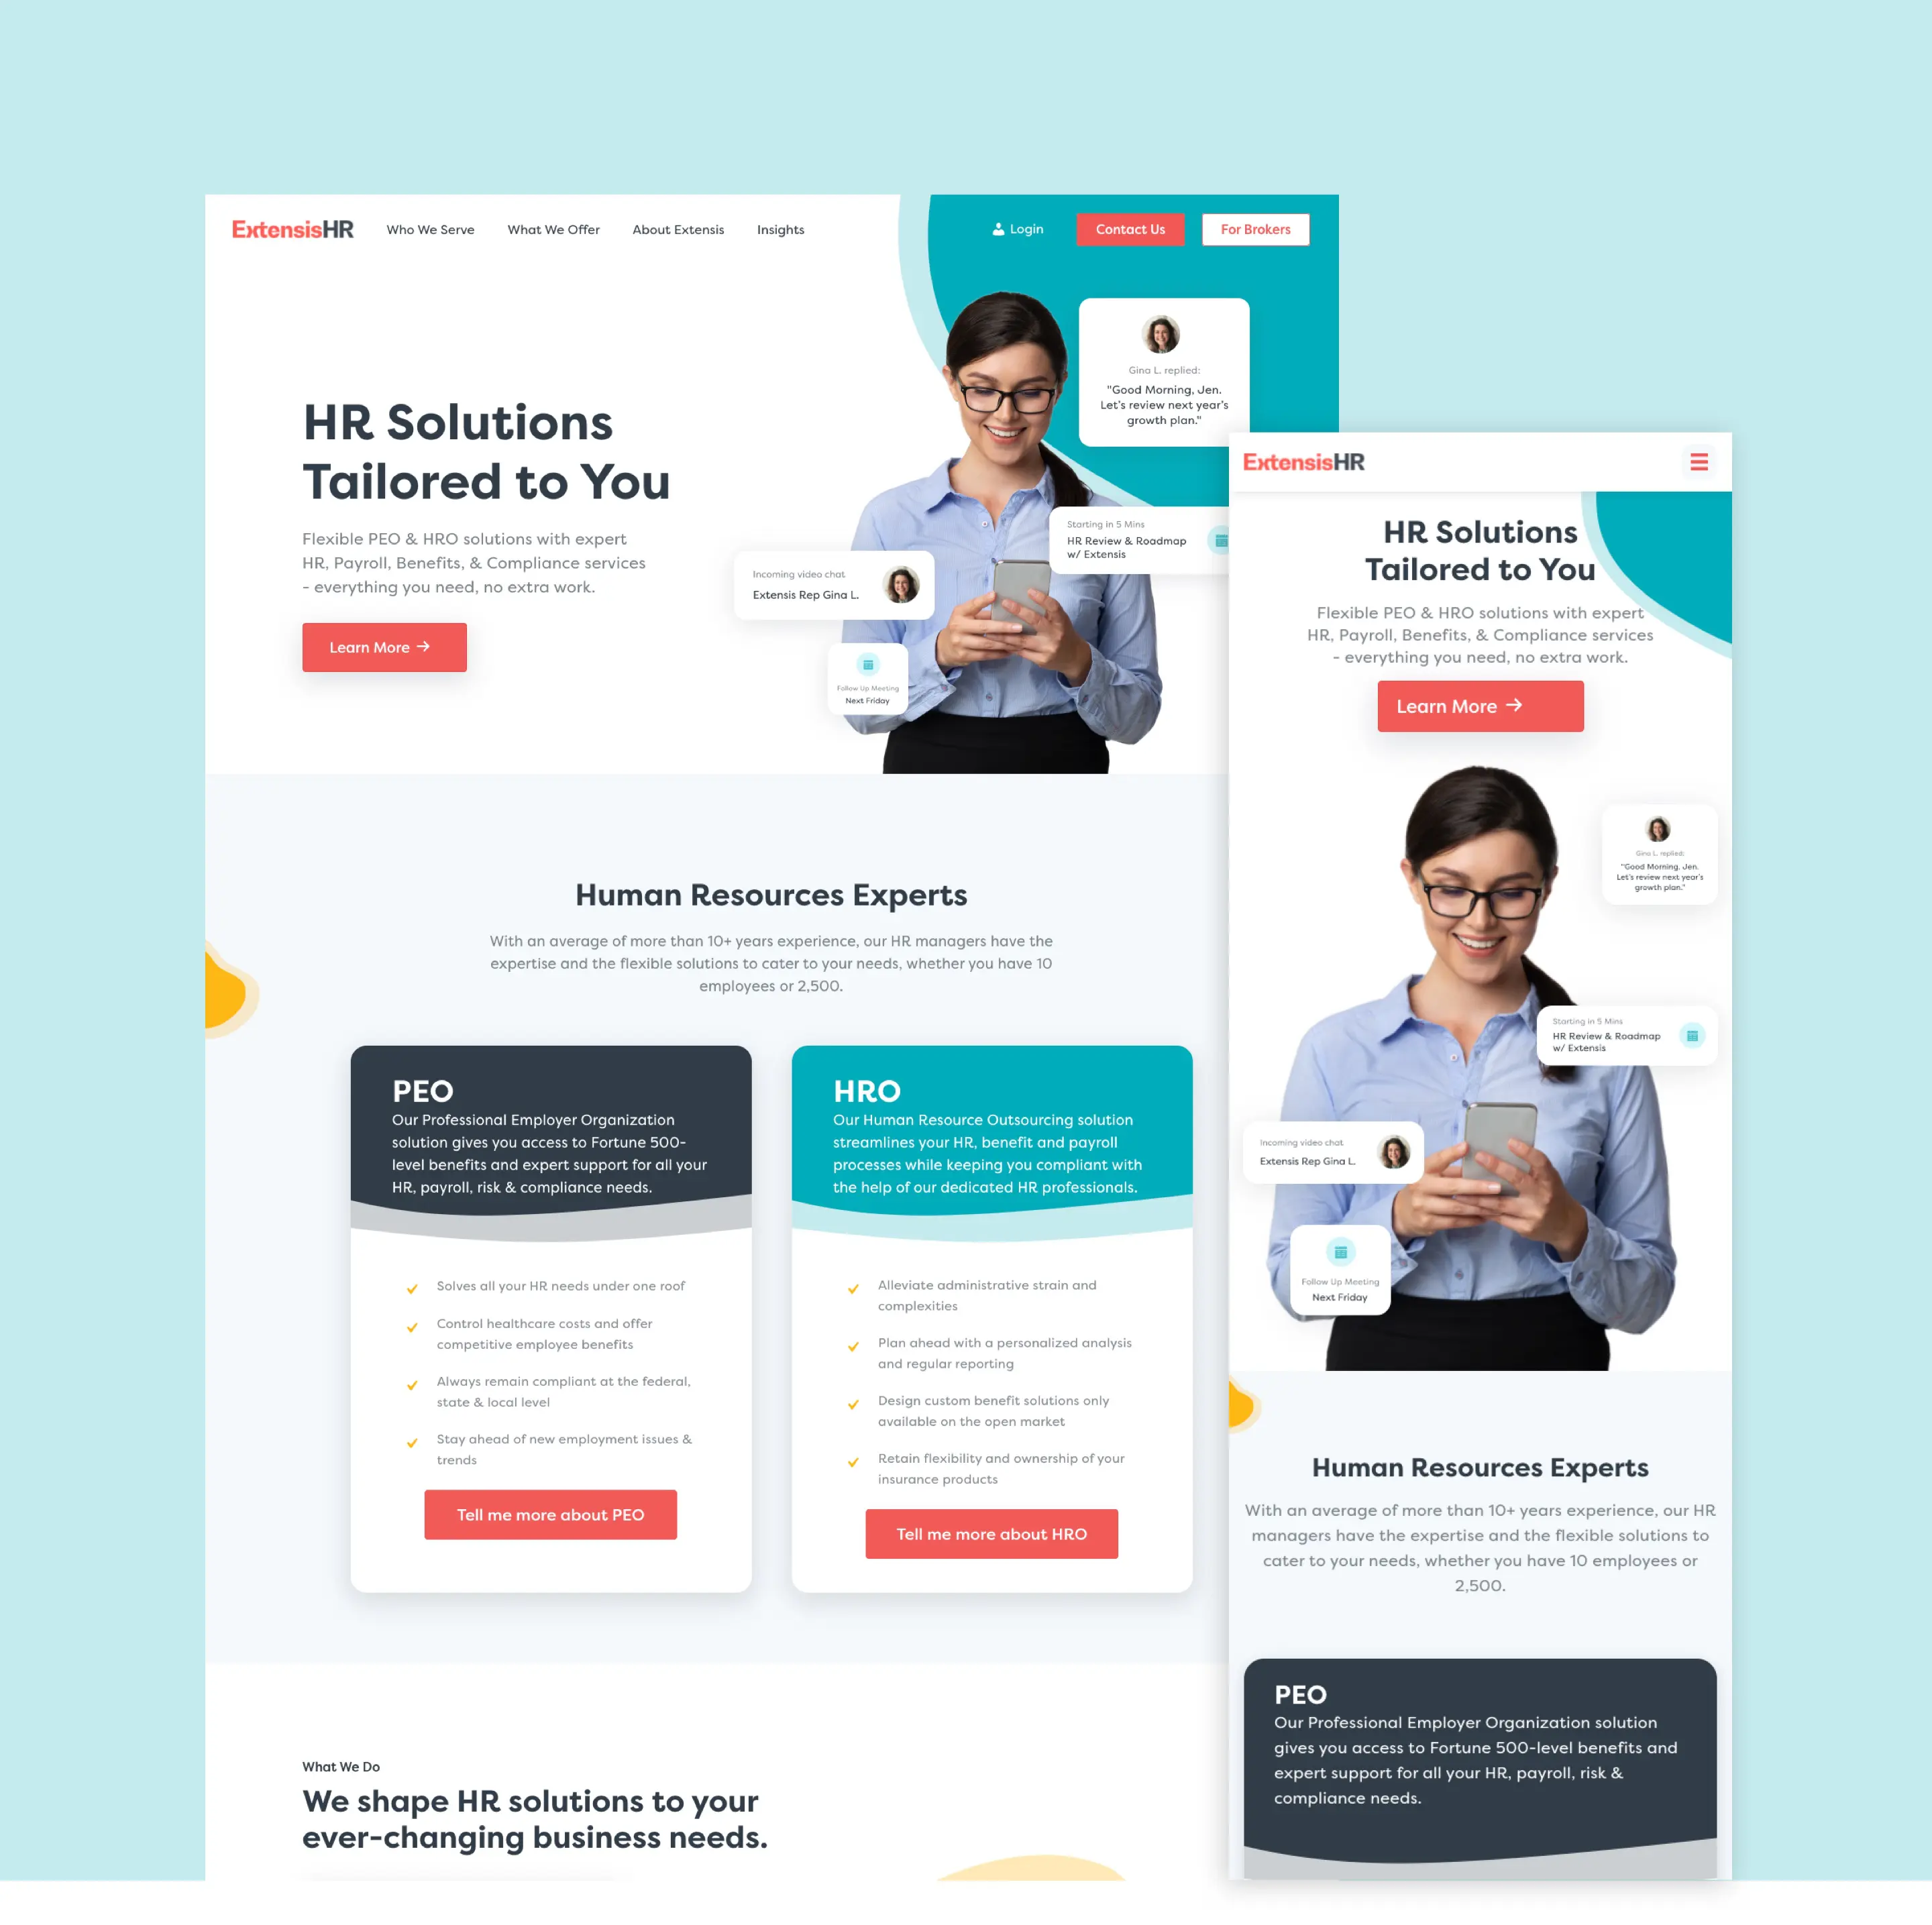 ExtensisHR
Who We Serve
What We Offer
About Extensis
Insights
Login
Contact Us
For Brokers
HR Solutions
Tailored to You
Flexible PEO & HRO solutions with expert
HR, Payroll, Benefits, & Compliance services
- everything you need, no extra work.
Learn More →
Gina L. replied:
"Good Morning, Jen.
Let's review next year's
growth plan."
Starting in 5 Mins
HR Review & Roadmap
w/ Extensis
Incoming video chat
Extensis Rep Gina L.
Follow Up Meeting
Next Friday
Human Resources Experts
With an average of more than 10+ years experience, our HR managers have the
expertise and the flexible solutions to cater to your needs, whether you have 10
employees or 2,500.
PEO
Our Professional Employer Organization
solution gives you access to Fortune 500-
level benefits and expert support for all your
HR, payroll, risk & compliance needs.
Solves all your HR needs under one roof
Control healthcare costs and offer
competitive employee benefits
Always remain compliant at the federal,
state & local level
Stay ahead of new employment issues &
trends
Tell me more about PEO
HRO
Our Human Resource Outsourcing solution
streamlines your HR, benefit and payroll
processes while keeping you compliant with
the help of our dedicated HR professionals.
Alleviate administrative strain and
complexities
Plan ahead with a personalized analysis
and regular reporting
Design custom benefit solutions only
available on the open market
Retain flexibility and ownership of your
insurance products
Tell me more about HRO
What We Do
We shape HR solutions to your
ever-changing business needs.
ExtensisHR
HR Solutions
Tailored to You
Flexible PEO & HRO solutions with expert
HR, Payroll, Benefits, & Compliance services
- everything you need, no extra work.
Learn More →
Gina L. replied:
"Good Morning, Jen.
Let's review next year's
growth plan."
Starting in 5 Mins
HR Review & Roadmap
w/ Extensis
Incoming video chat
Extensis Rep Gina L.
Follow Up Meeting
Next Friday
Human Resources Experts
With an average of more than 10+ years experience, our HR
managers have the expertise and the flexible solutions to
cater to your needs, whether you have 10 employees or
2,500.
PEO
Our Professional Employer Organization solution
gives you access to Fortune 500-level benefits and
expert support for all your HR, payroll, risk &
compliance needs.